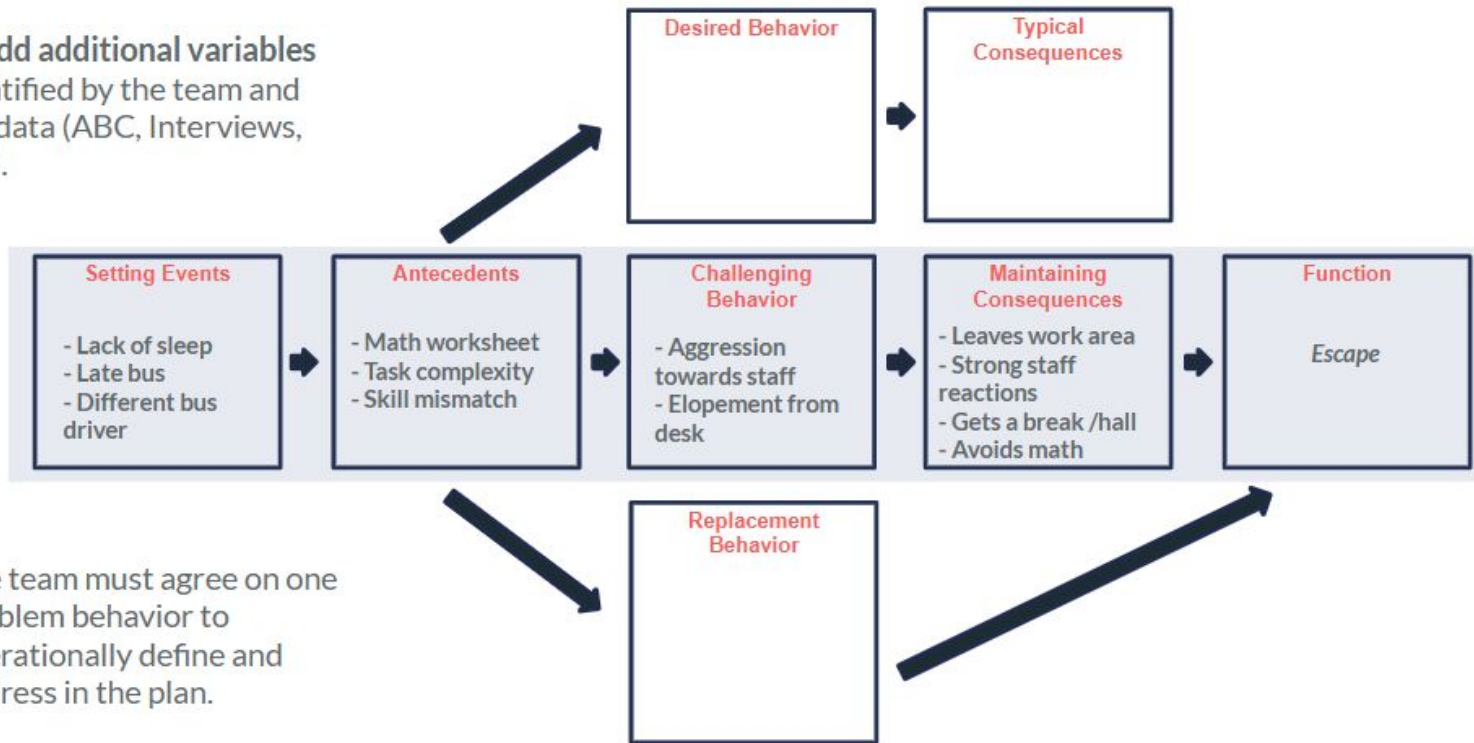 dd additional variables
ntified by the team and
data (ABC, Interviews,
.
Desired Behavior
Typical
Consequences
Setting Events
- Lack of sleep
- Late bus
- Different bus
driver
Antecedents
- Math worksheet
- Task complexity
- Skill mismatch
Challenging
Behavior
- Aggression
towards staff
- Elopement from
desk
Maintaining
Consequences
- Leaves work area
- Strong staff
reactions
- Gets a break /hall
- Avoids math
Function
Escape
e team must agree on one
oblem behavior to
erationally define and
ress in the plan.
Replacement
Behavior